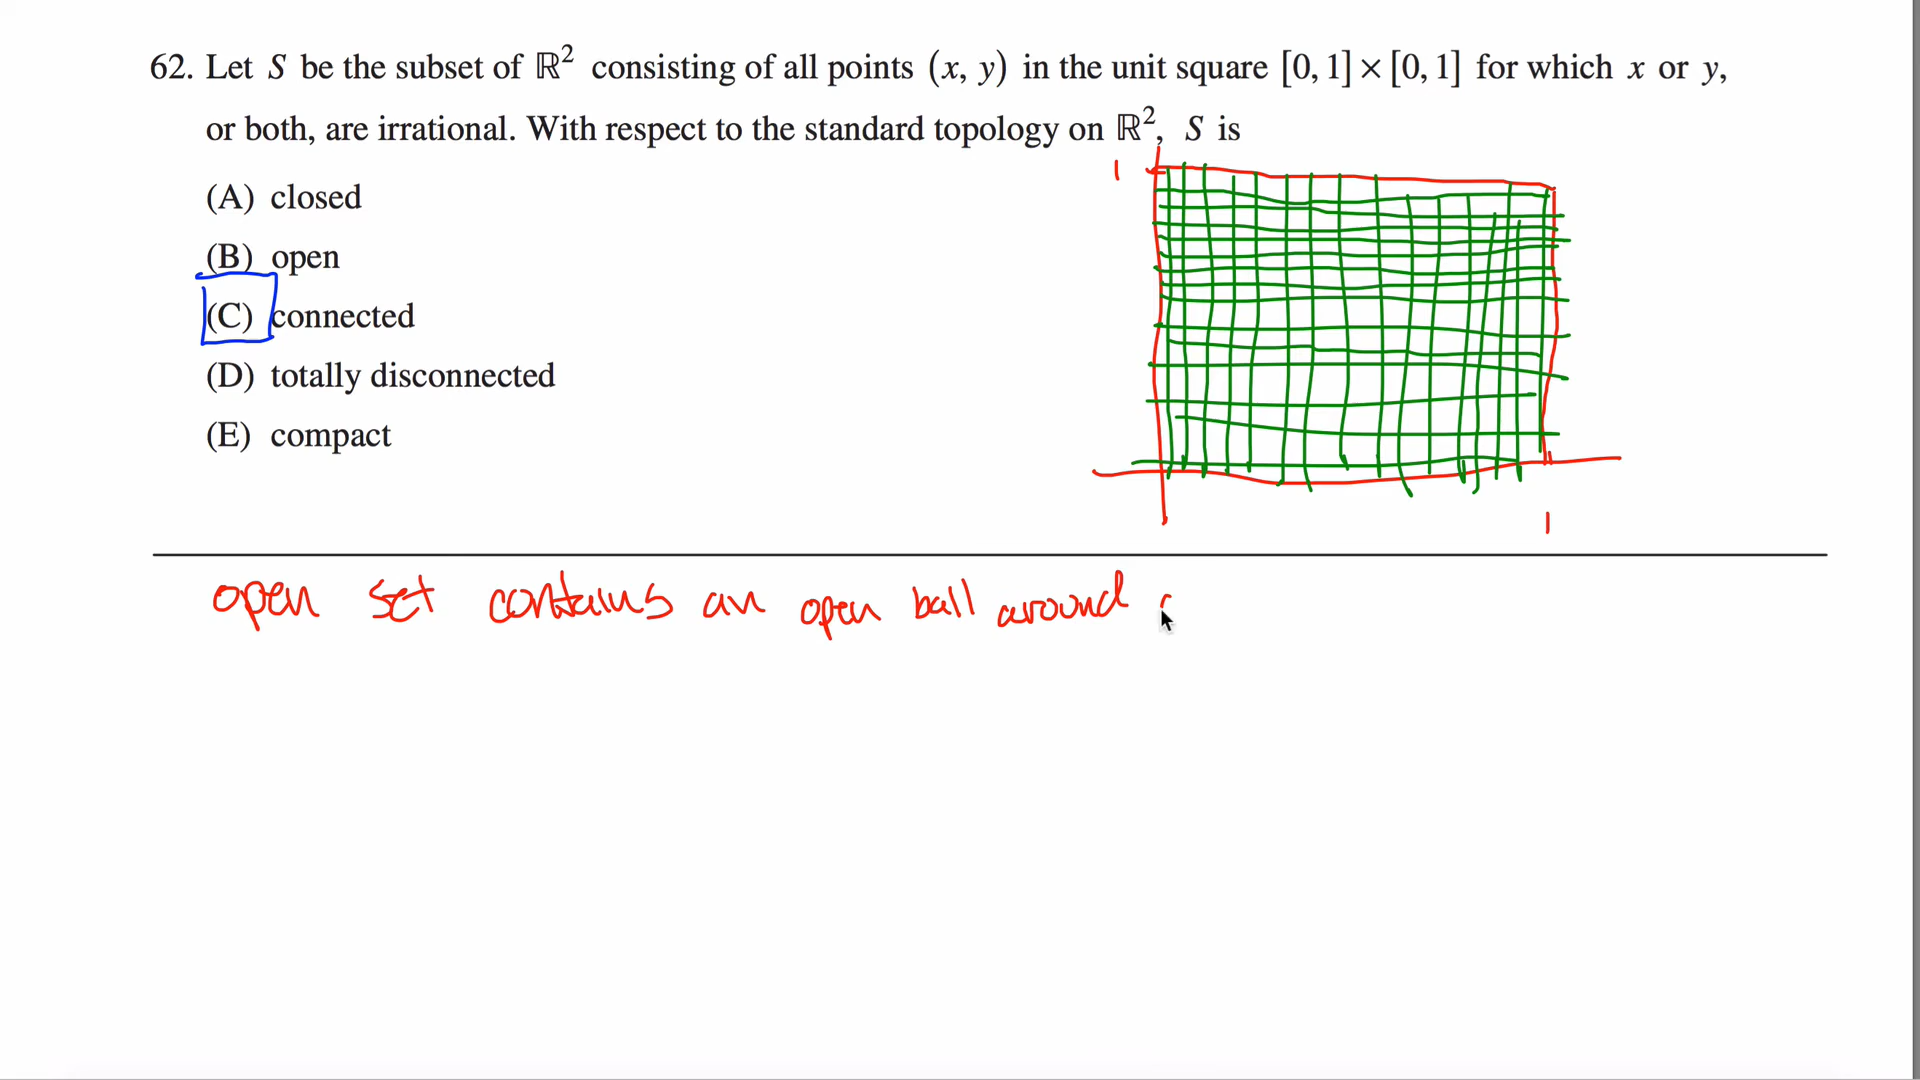 62. Let S be the subset of ℝ² consisting of all points (x, y) in the unit square [0, 1] × [0, 1] for which x or y,
or both, are irrational. With respect to the standard topology on ℝ², S is
(A) closed
(B) open
(C) connected
(D) totally disconnected
(E) compact
1
1
open set contains an open ball around